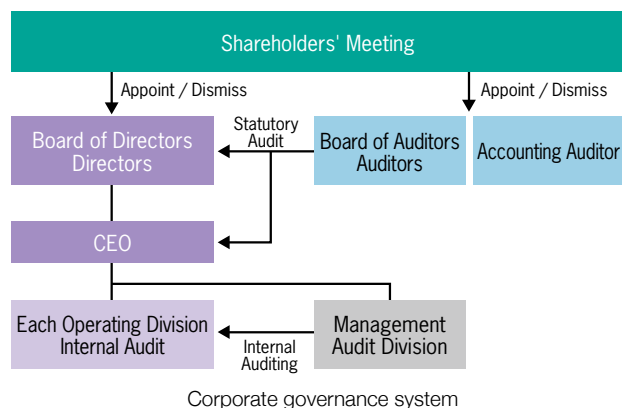 Shareholders' Meeting
Appoint / Dismiss
Appoint / Dismiss
Board of Directors
Directors
Statutory
Audit
Board of Auditors
Auditors
Accounting Auditor
CEO
Each Operating Division
Internal Audit
Internal
Auditing
Management
Audit Division
Corporate governance system